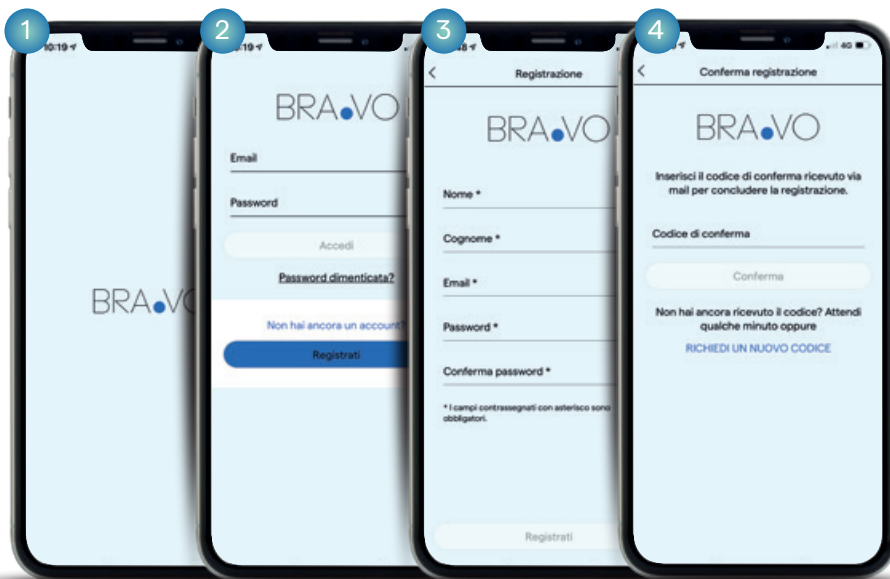 1
10:19
BRA.VO
2
:19
BRA.VO
Email
Password
Accedi
Password dimenticata?
Non hai ancora un account?
Registrati
3
Registrazione
BRA.VO
Nome *
Cognome *
Email *
Password *
Conferma password *
* I campi contrassegnati con asterisco sono
obbligatori.
Registrati
4
4G
Conferma registrazione
BRA.VO
Inserisci il codice di conferma ricevuto via
mail per concludere la registrazione.
Codice di conferma
Conferma
Non hai ancora ricevuto il codice? Attendi
qualche minuto oppure
RICHIEDI UN NUOVO CODICE